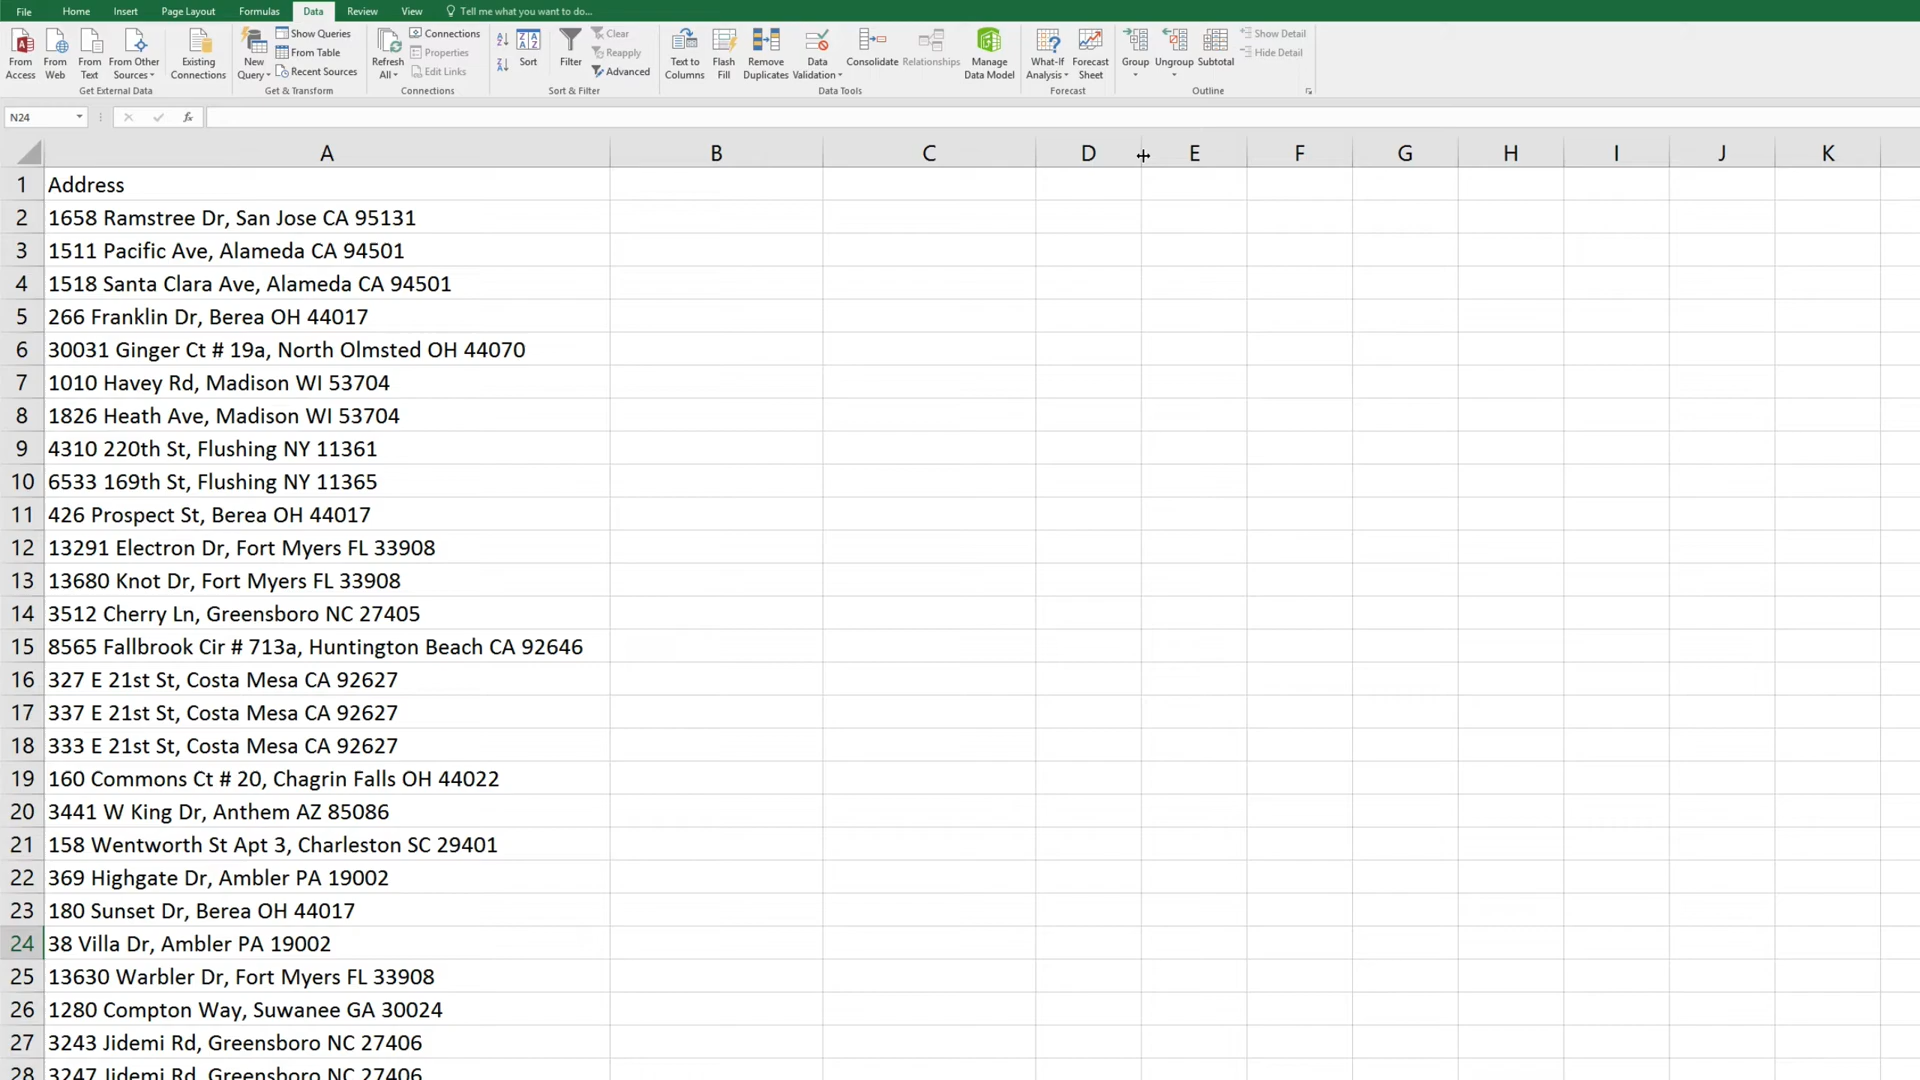 File Home Insert Page Layout Formulas Data Review View Tell me what you want to do...
From Access From Web From Text From Other Sources Existing Connections New Query Show Queries From Table Recent Sources Refresh All Connections Properties Edit Links Sort Filter Clear Reapply Advanced Text to Columns Flash Fill Remove Duplicates Data Validation Consolidate Relationships Manage Data Model What-If Analysis Forecast Sheet Group Ungroup Subtotal Show Detail Hide Detail
Get External Data Get & Transform Connections Sort & Filter Data Tools Forecast Outline
N24 fx
A B C D E F G H I J K
1 Address
2 1658 Ramstree Dr, San Jose CA 95131
3 1511 Pacific Ave, Alameda CA 94501
4 1518 Santa Clara Ave, Alameda CA 94501
5 266 Franklin Dr, Berea OH 44017
6 30031 Ginger Ct # 19a, North Olmsted OH 44070
7 1010 Havey Rd, Madison WI 53704
8 1826 Heath Ave, Madison WI 53704
9 4310 220th St, Flushing NY 11361
10 6533 169th St, Flushing NY 11365
11 426 Prospect St, Berea OH 44017
12 13291 Electron Dr, Fort Myers FL 33908
13 13680 Knot Dr, Fort Myers FL 33908
14 3512 Cherry Ln, Greensboro NC 27405
15 8565 Fallbrook Cir # 713a, Huntington Beach CA 92646
16 327 E 21st St, Costa Mesa CA 92627
17 337 E 21st St, Costa Mesa CA 92627
18 333 E 21st St, Costa Mesa CA 92627
19 160 Commons Ct # 20, Chagrin Falls OH 44022
20 3441 W King Dr, Anthem AZ 85086
21 158 Wentworth St Apt 3, Charleston SC 29401
22 369 Highgate Dr, Ambler PA 19002
23 180 Sunset Dr, Berea OH 44017
24 38 Villa Dr, Ambler PA 19002
25 13630 Warbler Dr, Fort Myers FL 33908
26 1280 Compton Way, Suwanee GA 30024
27 3243 Jidemi Rd, Greensboro NC 27406
28 3247 Jidemi Rd, Greensboro NC 27406